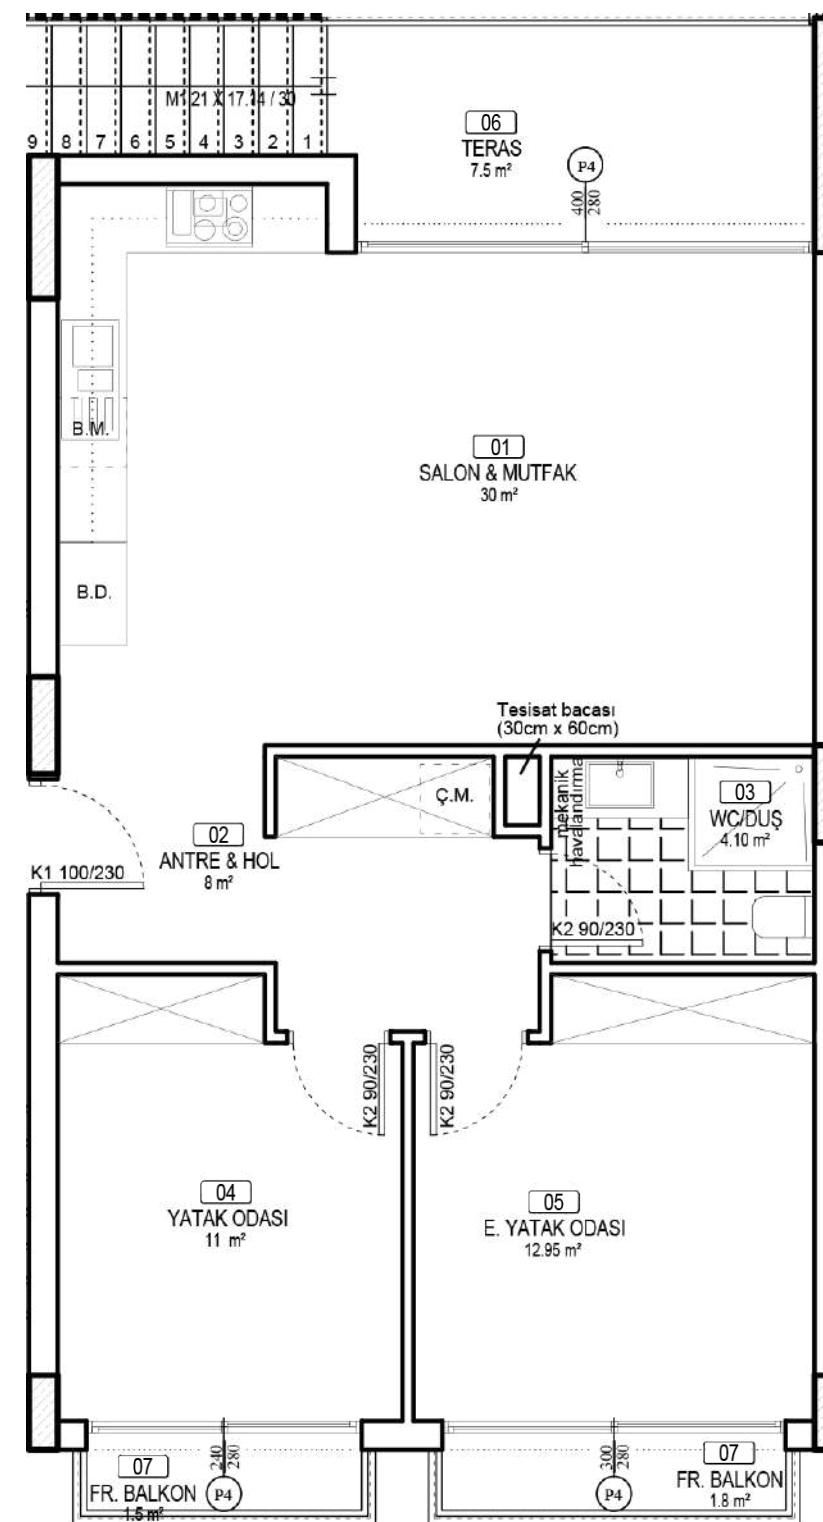 M1 21 X 17.14 / 30
9 8 7 6 5 4 3 2 1
06
TERAS
7.5 m²
P4
400
280
B.M.
01
SALON & MUTFAK
30 m²
B.D.
Tesisat bacası
(30cm x 60cm)
Ç.M.
mekanik
havalandırma
03
WC/DUŞ
4.10 m²
02
ANTRE & HOL
8 m²
K1 100/230
K2 90/230
K2 90/230
K2 90/230
04
YATAK ODASI
11 m²
05
E. YATAK ODASI
12.95 m²
240
280
P4
07
FR. BALKON
1.5 m²
300
280
P4
07
FR. BALKON
1.8 m²